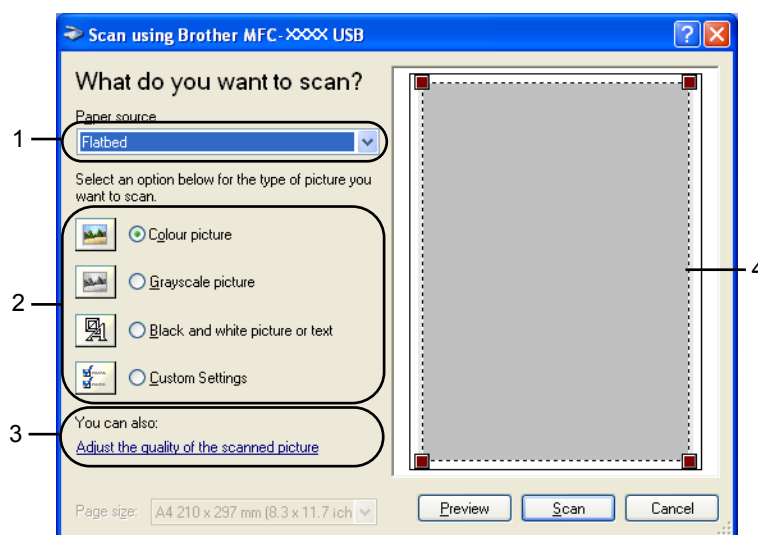 Scan using Brother MFC-XXXX USB
What do you want to scan?
Paper source
1
Flatbed
Select an option below for the type of picture you
want to scan.
2
Colour picture
Grayscale picture
Black and white picture or text
Custom Settings
3
You can also:
Adjust the quality of the scanned picture
Page size:
A4 210 x 297 mm (8.3 x 11.7 ich
4
Preview
Scan
Cancel